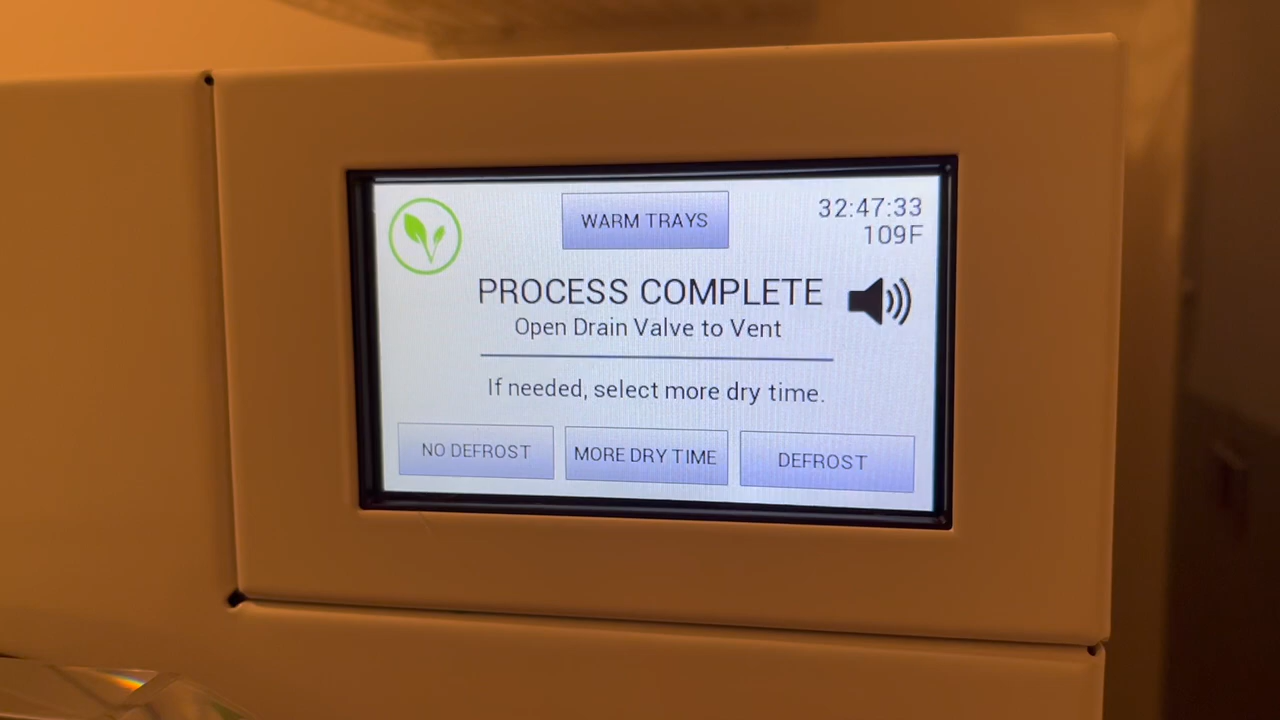 WARM TRAYS
32:47:33
109F
PROCESS COMPLETE
Open Drain Valve to Vent
If needed, select more dry time.
NO DEFROST
MORE DRY TIME
DEFROST